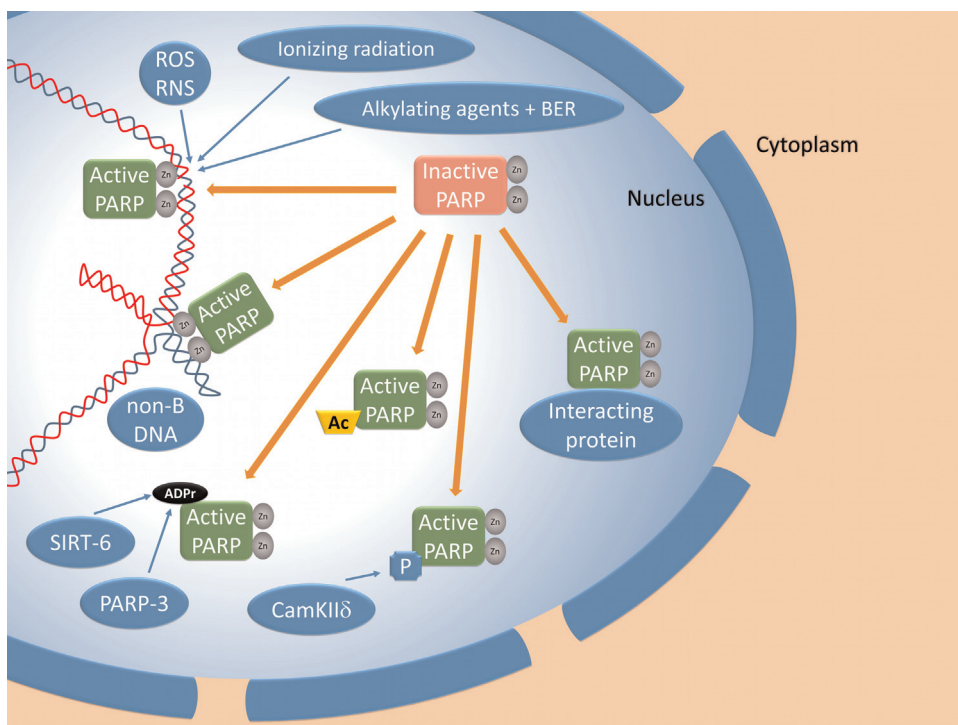 ROS
RNS
Ionizing radiation
Alkylating agents + BER
Cytoplasm
Nucleus
Active
PARP
Zn
Zn
Inactive
PARP
Zn
Zn
Active
PARP
Zn
Zn
non-B
DNA
Active
PARP
Zn
Zn
Ac
Active
PARP
Zn
Zn
Interacting
protein
ADPr
Active
PARP
Zn
Zn
SIRT-6
PARP-3
Active
PARP
Zn
Zn
P
CamKIIδ